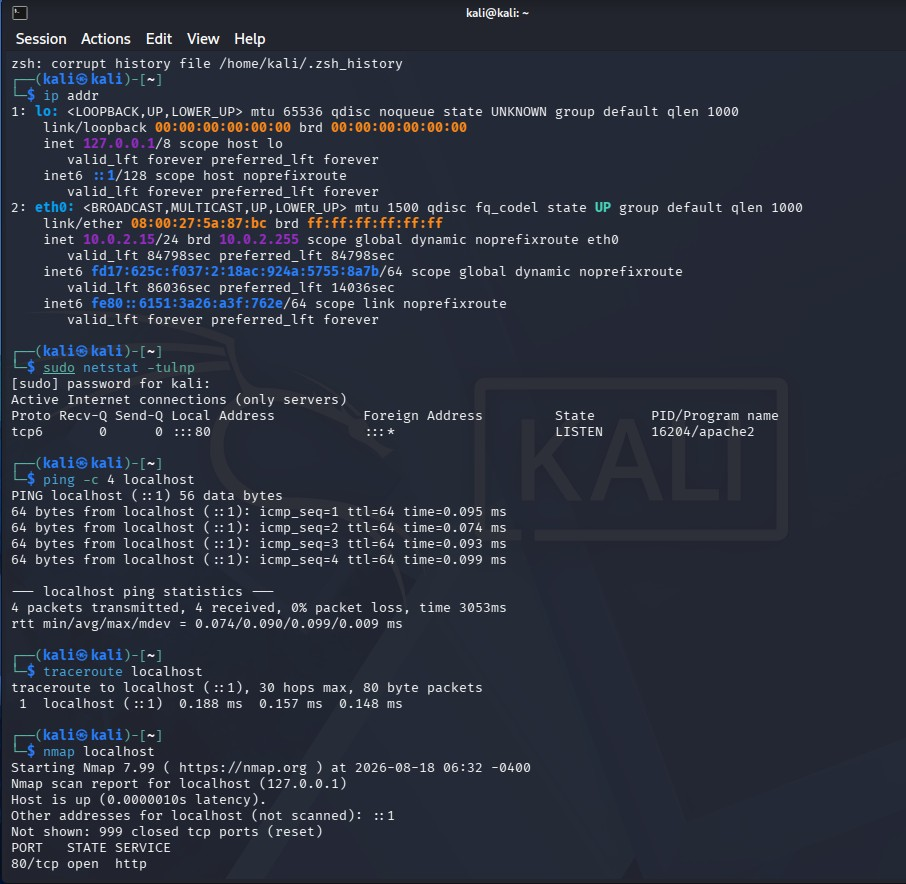 kali@kali: ~
Session Actions Edit View Help
zsh: corrupt history file /home/kali/.zsh_history
┌──(kali㉿kali)-[~]
└─$ ip addr
1: lo: <LOOPBACK,UP,LOWER_UP> mtu 65536 qdisc noqueue state UNKNOWN group default qlen 1000
    link/loopback 00:00:00:00:00:00 brd 00:00:00:00:00:00
    inet 127.0.0.1/8 scope host lo
       valid_lft forever preferred_lft forever
    inet6 ::1/128 scope host noprefixroute
       valid_lft forever preferred_lft forever
2: eth0: <BROADCAST,MULTICAST,UP,LOWER_UP> mtu 1500 qdisc fq_codel state UP group default qlen 1000
    link/ether 08:00:27:5a:87:bc brd ff:ff:ff:ff:ff:ff
    inet 10.0.2.15/24 brd 10.0.2.255 scope global dynamic noprefixroute eth0
       valid_lft 84798sec preferred_lft 84798sec
    inet6 fd17:625c:f037:2:18ac:924a:5755:8a7b/64 scope global dynamic noprefixroute
       valid_lft 86036sec preferred_lft 14036sec
    inet6 fe80::6151:3a26:a3f:762e/64 scope link noprefixroute
       valid_lft forever preferred_lft forever
┌──(kali㉿kali)-[~]
└─$ sudo netstat -tulnp
[sudo] password for kali:
Active Internet connections (only servers)
Proto Recv-Q Send-Q Local Address           Foreign Address         State       PID/Program name
tcp6       0      0 :::80                   :::*                    LISTEN      16204/apache2
┌──(kali㉿kali)-[~]
└─$ ping -c 4 localhost
PING localhost (::1) 56 data bytes
64 bytes from localhost (::1): icmp_seq=1 ttl=64 time=0.095 ms
64 bytes from localhost (::1): icmp_seq=2 ttl=64 time=0.074 ms
64 bytes from localhost (::1): icmp_seq=3 ttl=64 time=0.093 ms
64 bytes from localhost (::1): icmp_seq=4 ttl=64 time=0.099 ms
--- localhost ping statistics ---
4 packets transmitted, 4 received, 0% packet loss, time 3053ms
rtt min/avg/max/mdev = 0.074/0.090/0.099/0.009 ms
┌──(kali㉿kali)-[~]
└─$ traceroute localhost
traceroute to localhost (::1), 30 hops max, 80 byte packets
 1  localhost (::1)  0.188 ms  0.157 ms  0.148 ms
┌──(kali㉿kali)-[~]
└─$ nmap localhost
Starting Nmap 7.99 ( https://nmap.org ) at 2026-08-18 06:32 -0400
Nmap scan report for localhost (127.0.0.1)
Host is up (0.0000010s latency).
Other addresses for localhost (not scanned): ::1
Not shown: 999 closed tcp ports (reset)
PORT   STATE SERVICE
80/tcp open  http
KALI